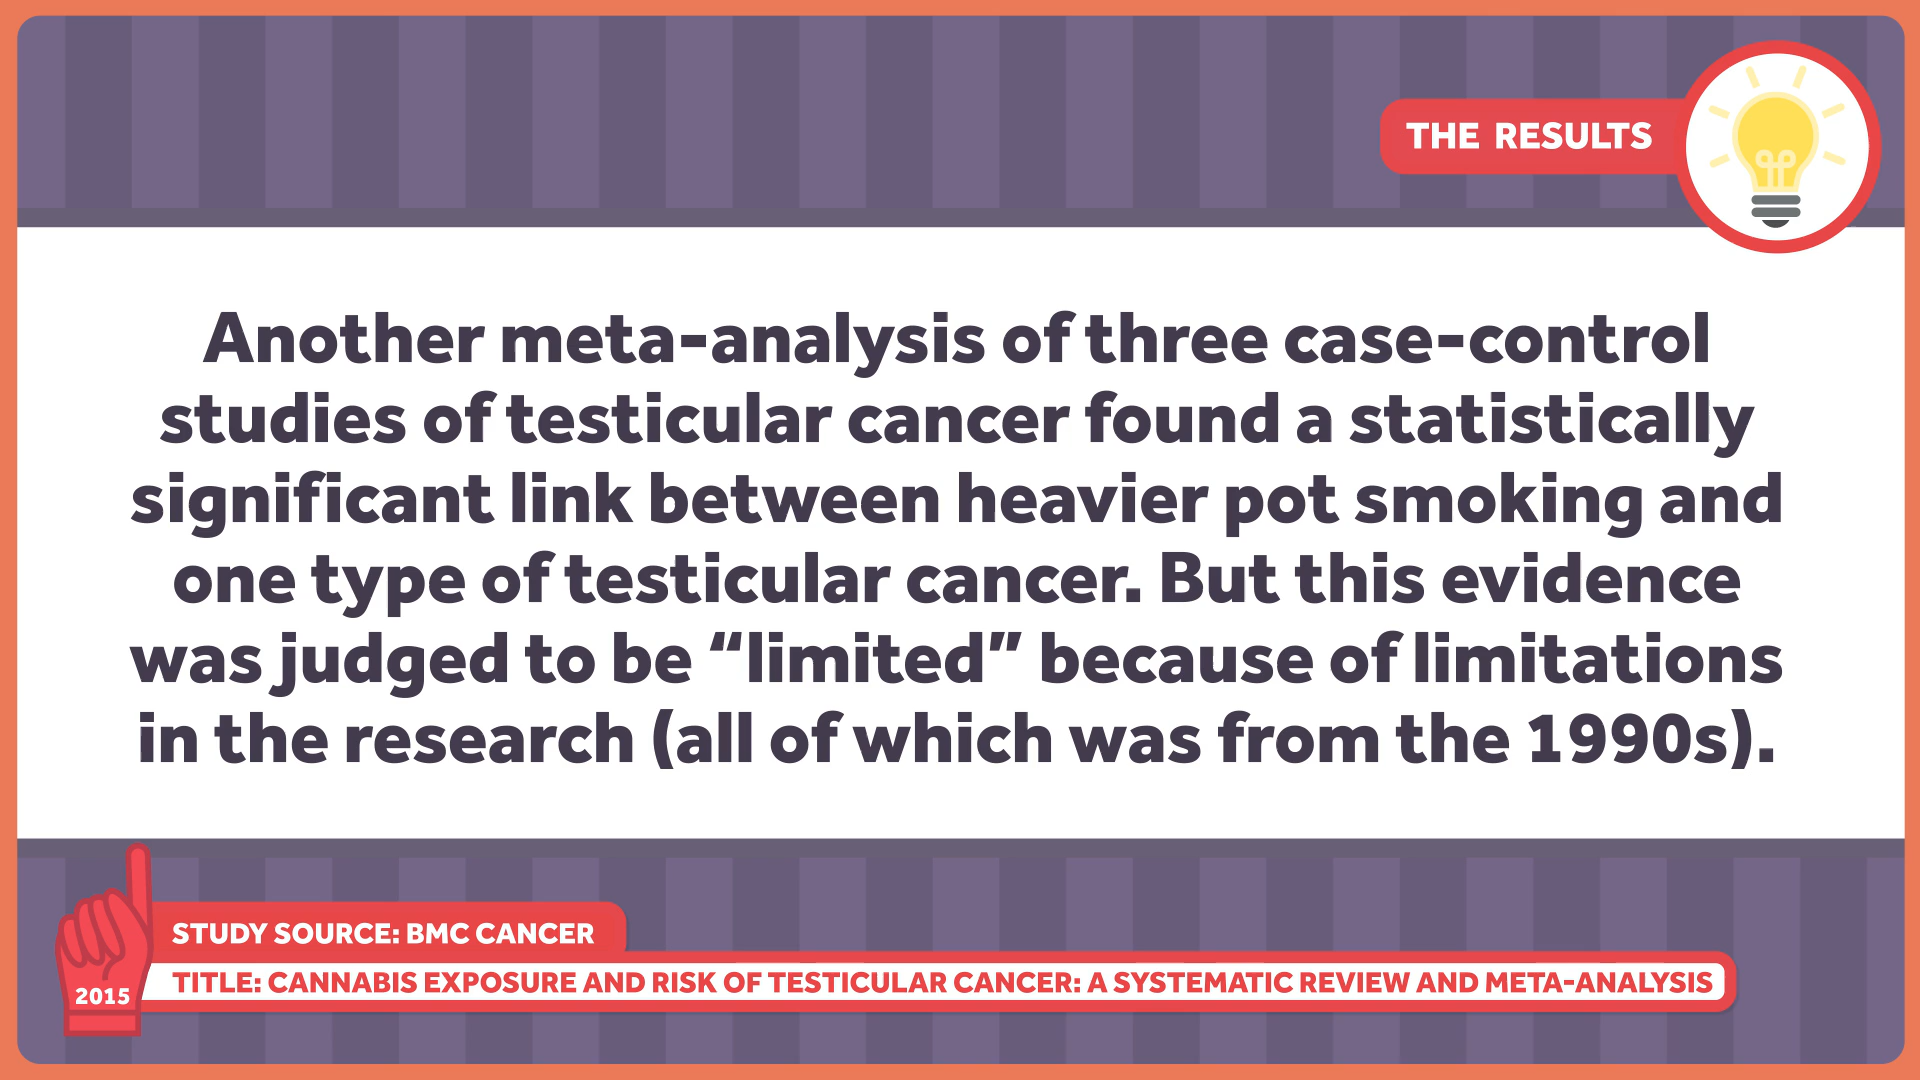 THE RESULTS
Another meta-analysis of three case-control
studies of testicular cancer found a statistically
significant link between heavier pot smoking and
one type of testicular cancer. But this evidence
was judged to be “limited” because of limitations
in the research (all of which was from the 1990s).
STUDY SOURCE: BMC CANCER
TITLE: CANNABIS EXPOSURE AND RISK OF TESTICULAR CANCER: A SYSTEMATIC REVIEW AND META-ANALYSIS
2015